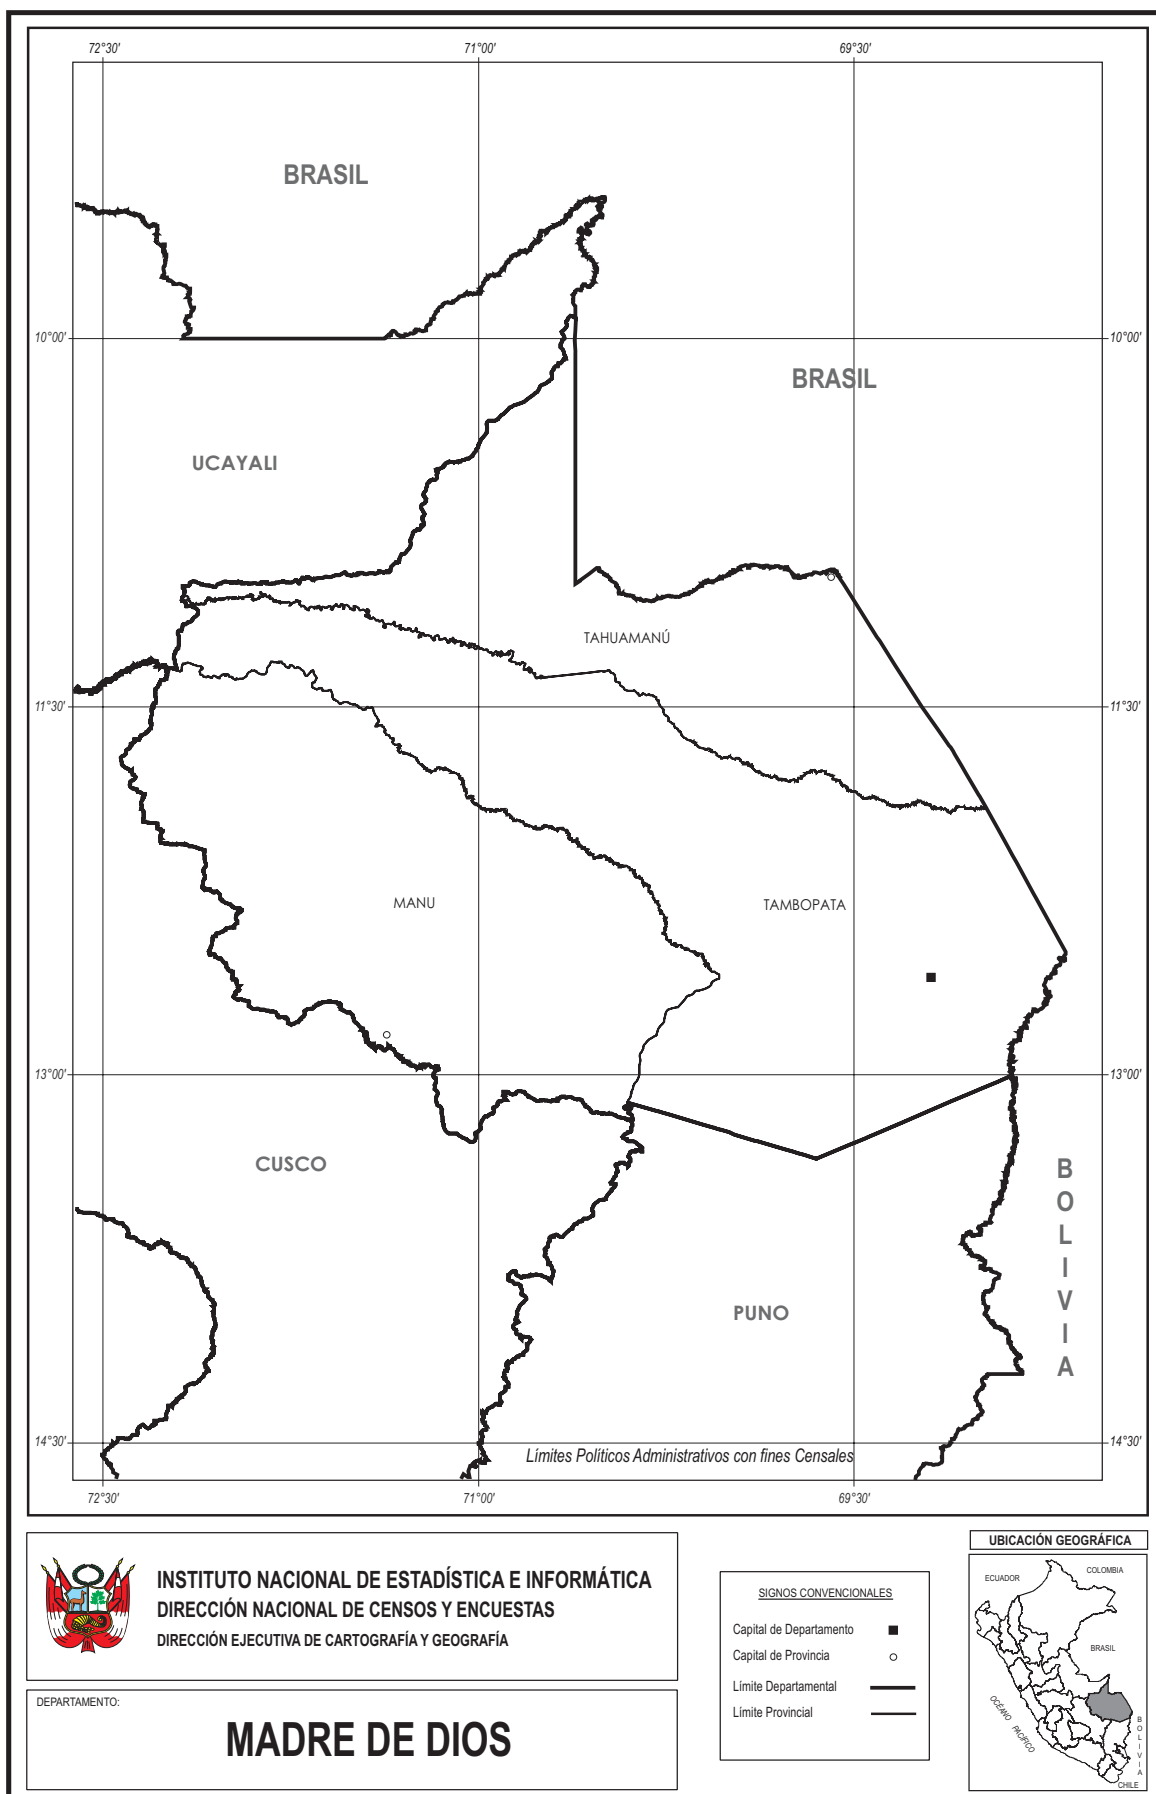 72°30' 71°00' 69°30'
BRASIL
10°00' 10°00'
BRASIL
UCAYALI
TAHUAMANÚ
11°30' 11°30'
MANU TAMBOPATA
13°00' 13°00'
CUSCO
BOLIVIA
PUNO
14°30' 14°30'
Límites Políticos Administrativos con fines Censales
72°30' 71°00' 69°30'
INSTITUTO NACIONAL DE ESTADÍSTICA E INFORMÁTICA
DIRECCIÓN NACIONAL DE CENSOS Y ENCUESTAS
DIRECCIÓN EJECUTIVA DE CARTOGRAFÍA Y GEOGRAFÍA
DEPARTAMENTO:
MADRE DE DIOS
SIGNOS CONVENCIONALES
Capital de Departamento
Capital de Provincia
Límite Departamental
Límite Provincial
UBICACIÓN GEOGRÁFICA
COLOMBIA
ECUADOR
BRASIL
OCÉANO PACÍFICO
BOLIVIA
CHILE